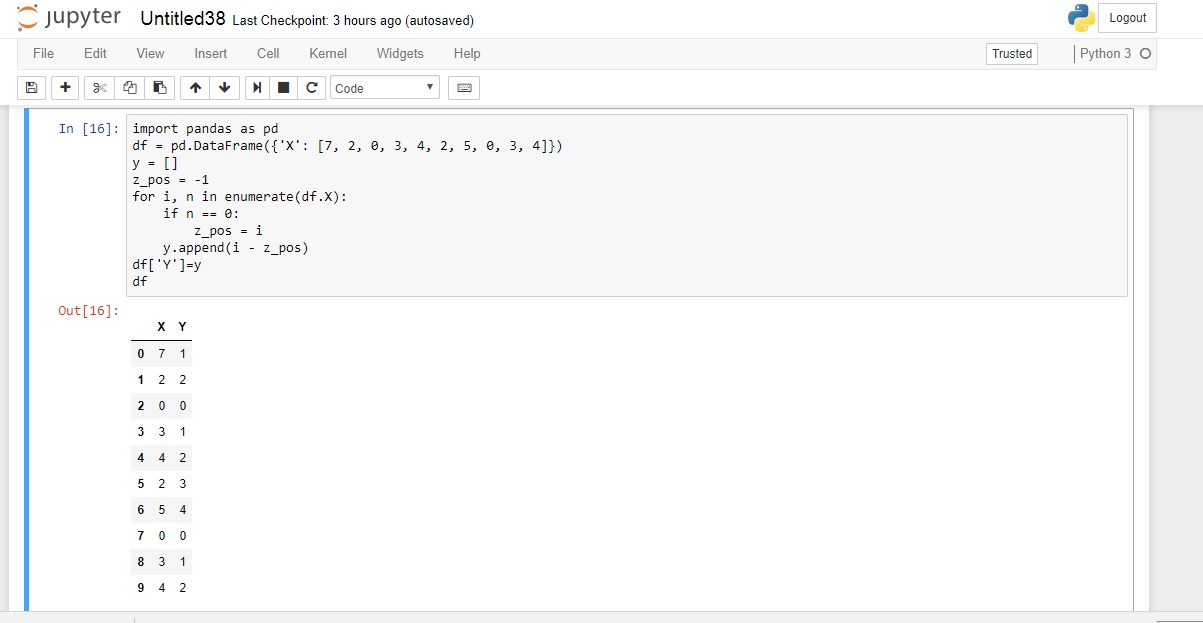 jupyter Untitled38 Last Checkpoint: 3 hours ago (autosaved) Logout
File Edit View Insert Cell Kernel Widgets Help Trusted Python 3
Code
In [16]: import pandas as pd
df = pd.DataFrame({'X': [7, 2, 0, 3, 4, 2, 5, 0, 3, 4]})
y = []
z_pos = -1
for i, n in enumerate(df.X):
    if n == 0:
        z_pos = i
    y.append(i - z_pos)
df['Y']=y
df
Out[16]:
X Y
0 7 1
1 2 2
2 0 0
3 3 1
4 4 2
5 2 3
6 5 4
7 0 0
8 3 1
9 4 2